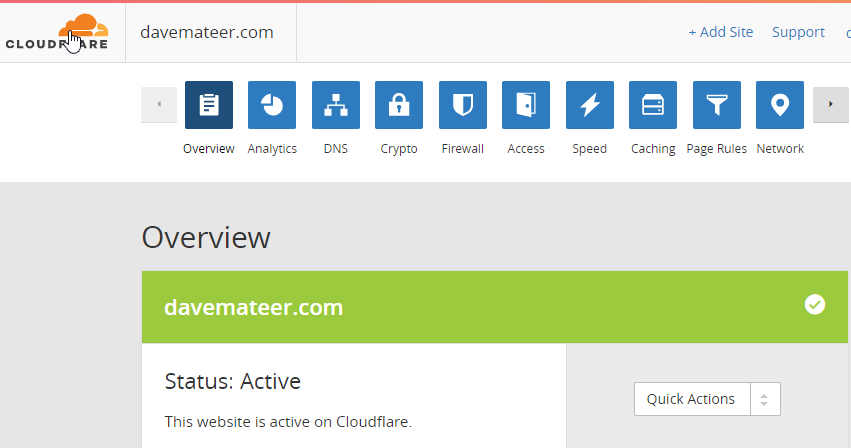 CLOUDFLARE
davemateer.com
+ Add Site
Support
Overview
Analytics
DNS
Crypto
Firewall
Access
Speed
Caching
Page Rules
Network
Overview
davemateer.com
Status: Active
This website is active on Cloudflare.
Quick Actions